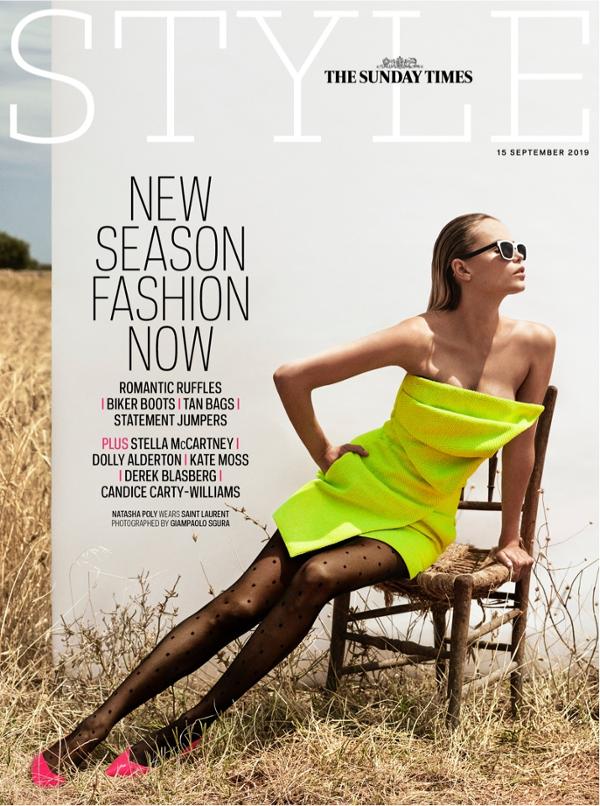 STYLE
THE SUNDAY TIMES
15 SEPTEMBER 2019
NEW
SEASON
FASHION
NOW
ROMANTIC RUFFLES
| BIKER BOOTS | TAN BAGS |
STATEMENT JUMPERS
PLUS STELLA McCARTNEY |
DOLLY ALDERTON | KATE MOSS
| DEREK BLASBERG |
CANDICE CARTY-WILLIAMS
NATASHA POLY WEARS SAINT LAURENT
PHOTOGRAPHED BY GIAMPAOLO SGURA